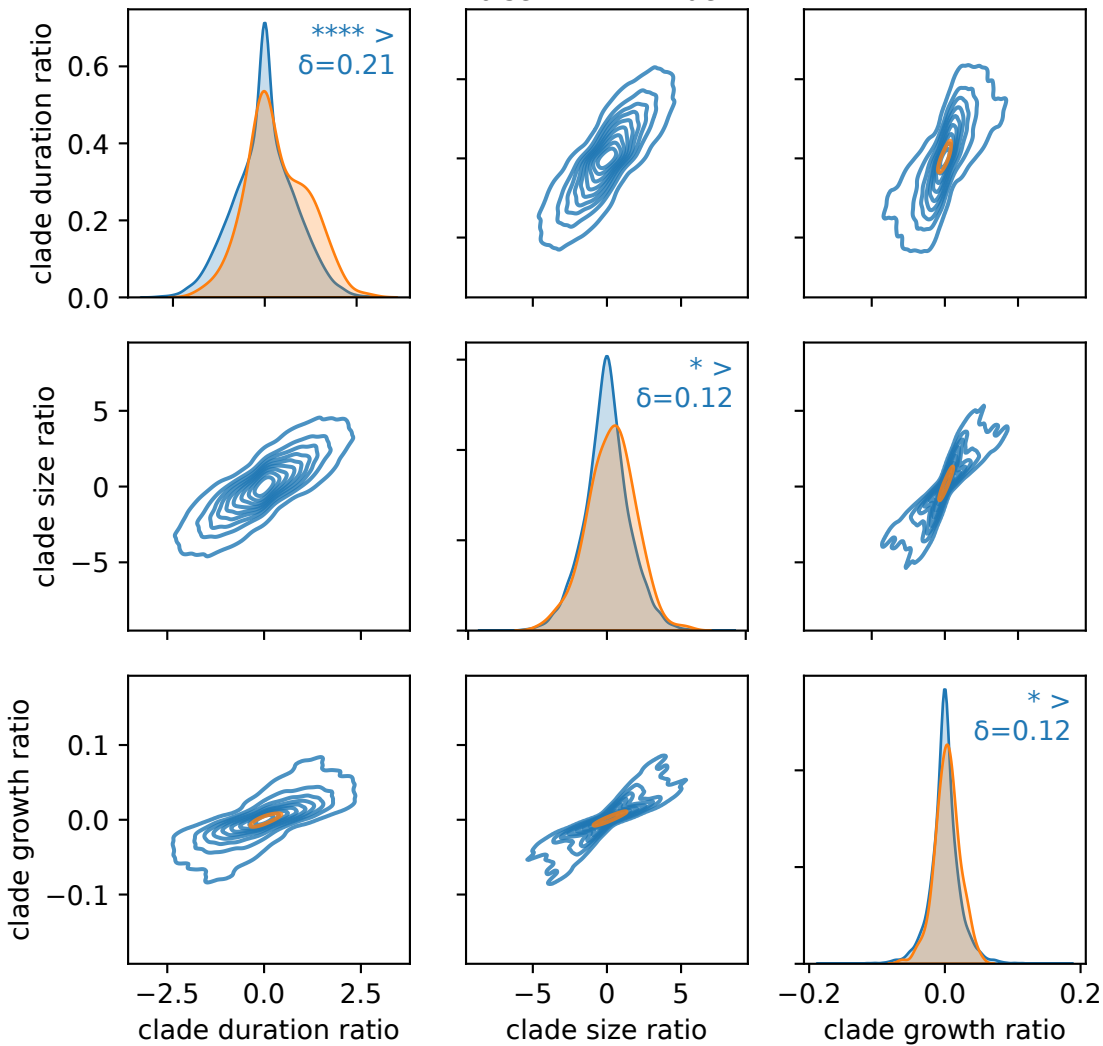 clade duration ratio
0.6
0.4
0.2
0.0
**** >
δ=0.21
clade size ratio
5
0
−5
* >
δ=0.12
clade growth ratio
0.1
0.0
−0.1
* >
δ=0.12
−2.5 0.0 2.5
−5 0 5
−0.2 0.0 0.2
clade duration ratio
clade size ratio
clade growth ratio